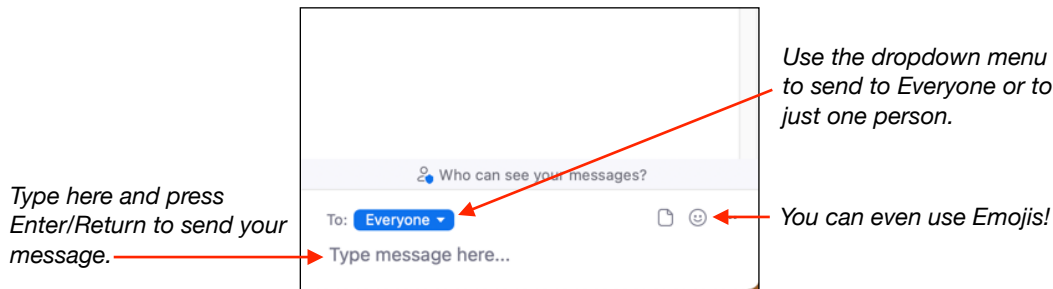 Use the dropdown menu
to send to Everyone or to
just one person.
Who can see your messages?
Type here and press
Enter/Return to send your
message.
To: Everyone
You can even use Emojis!
Type message here...